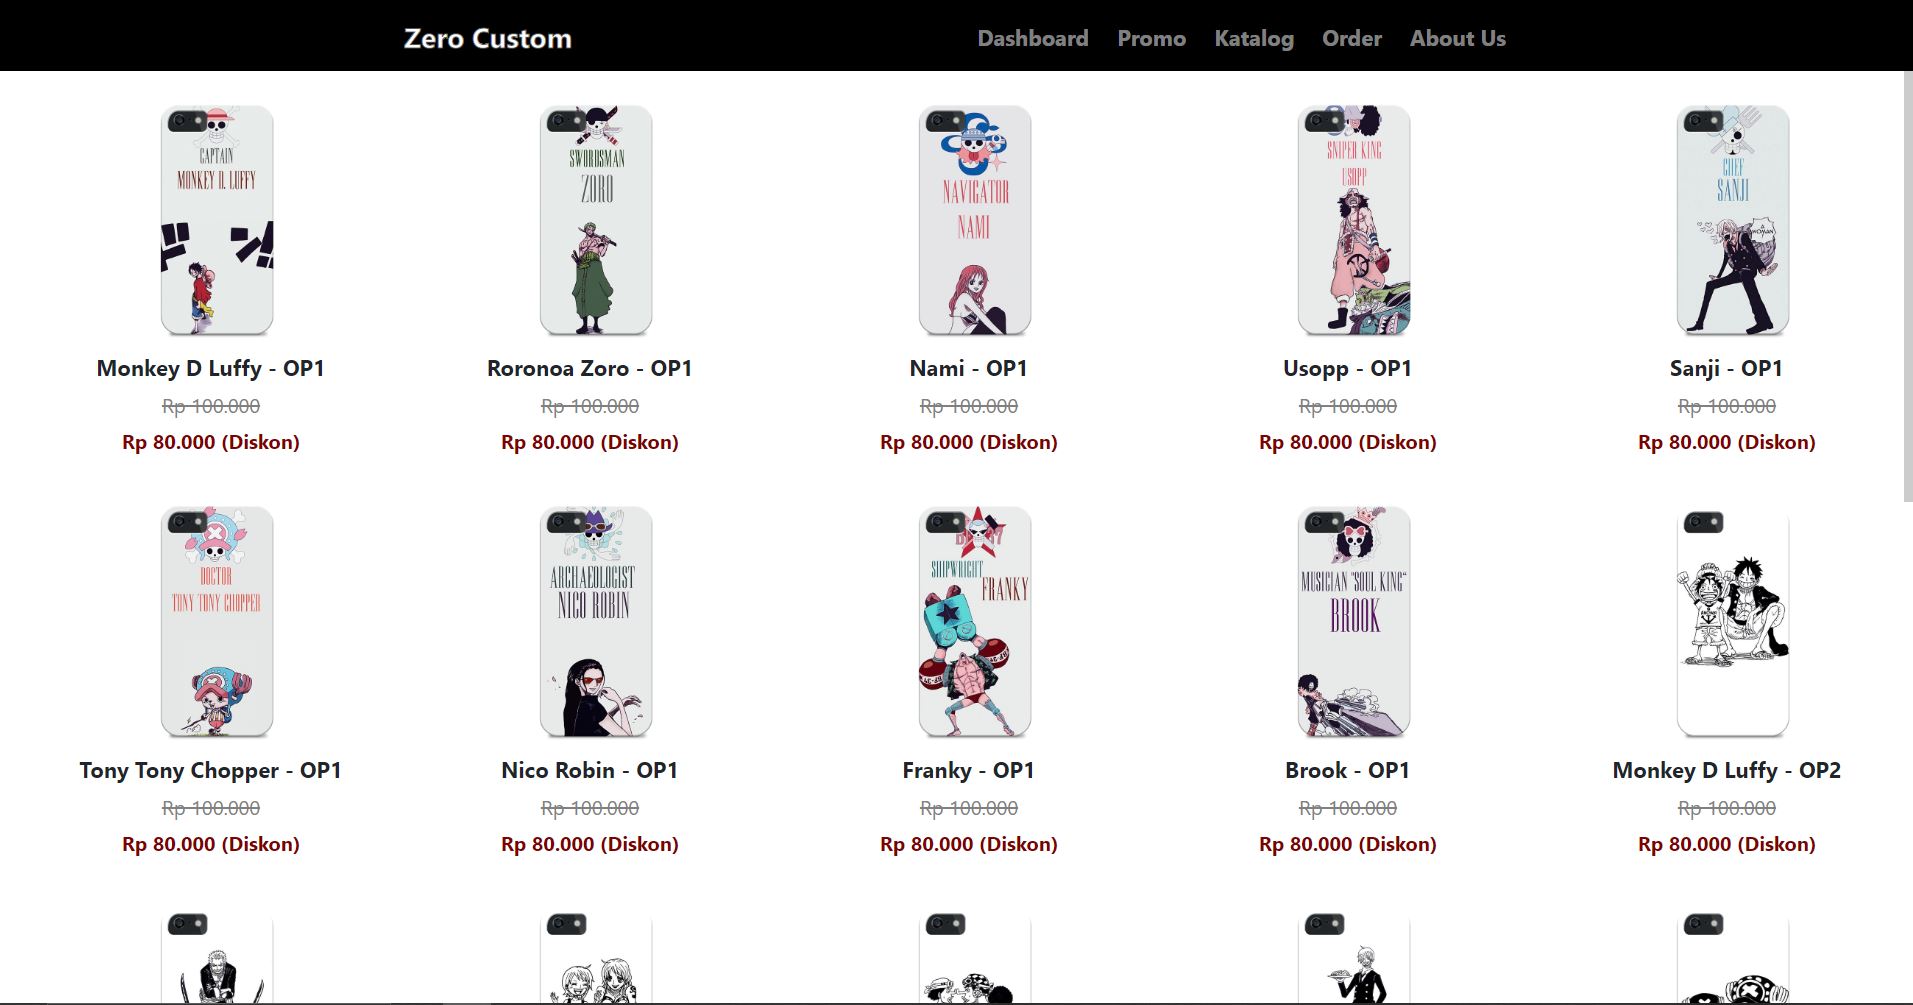 Zero Custom
Dashboard Promo Katalog Order About Us
CAPTAIN
MONKEY D. LUFFY
SWORDSMAN
ZORO
NAVIGATOR
NAMI
SNIPER KING
USOPP
CHEF
SANJI
WOMAN
Monkey D Luffy - OP1
Rp 100.000
Rp 80.000 (Diskon)
Roronoa Zoro - OP1
Rp 100.000
Rp 80.000 (Diskon)
Nami - OP1
Rp 100.000
Rp 80.000 (Diskon)
Usopp - OP1
Rp 100.000
Rp 80.000 (Diskon)
Sanji - OP1
Rp 100.000
Rp 80.000 (Diskon)
DOCTOR
TONY TONY CHOPPER
ARCHAEOLOGIST
NICO ROBIN
SHIPWRIGHT
FRANKY
MUSICIAN "SOUL KING"
BROOK
Tony Tony Chopper - OP1
Rp 100.000
Rp 80.000 (Diskon)
Nico Robin - OP1
Rp 100.000
Rp 80.000 (Diskon)
Franky - OP1
Rp 100.000
Rp 80.000 (Diskon)
Brook - OP1
Rp 100.000
Rp 80.000 (Diskon)
Monkey D Luffy - OP2
Rp 100.000
Rp 80.000 (Diskon)